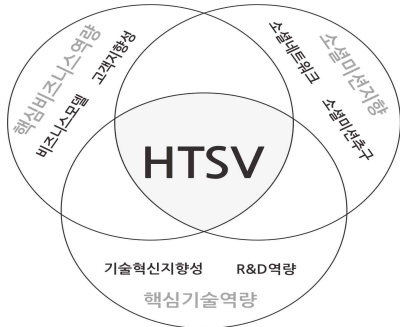 핵심비즈니스역량
고객지향성
비즈니스모델
소셜미션지향
소셜네트워크
소셜미션추구
HTSV
기술혁신지향성
R&D역량
핵심기술역량